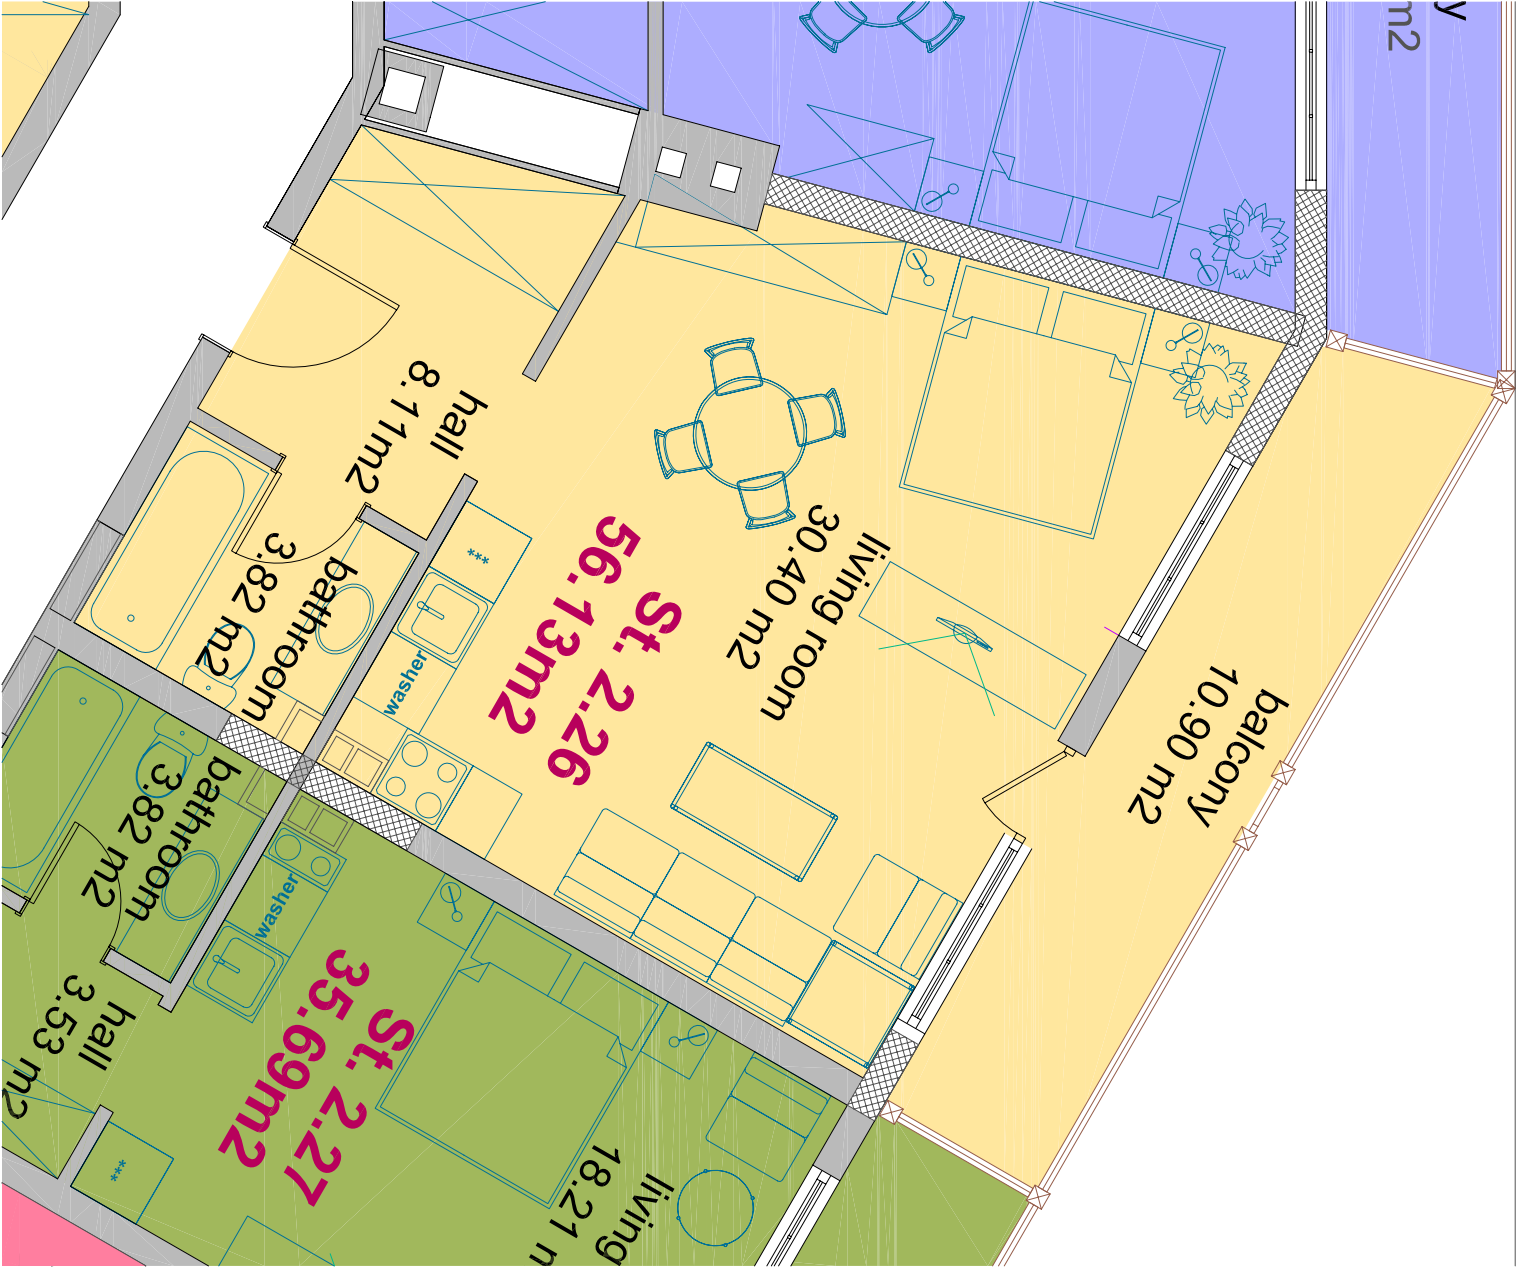 y
m2
hall
8.11m2
bathroom
3.82 m2
***
washer
St. 2.26
56.13m2
living room
30.40 m2
balcony
10.90 m2
bathroom
3.82 m2
washer
hall
3.53 m2
St. 2.27
35.69m2
***
living
18.21